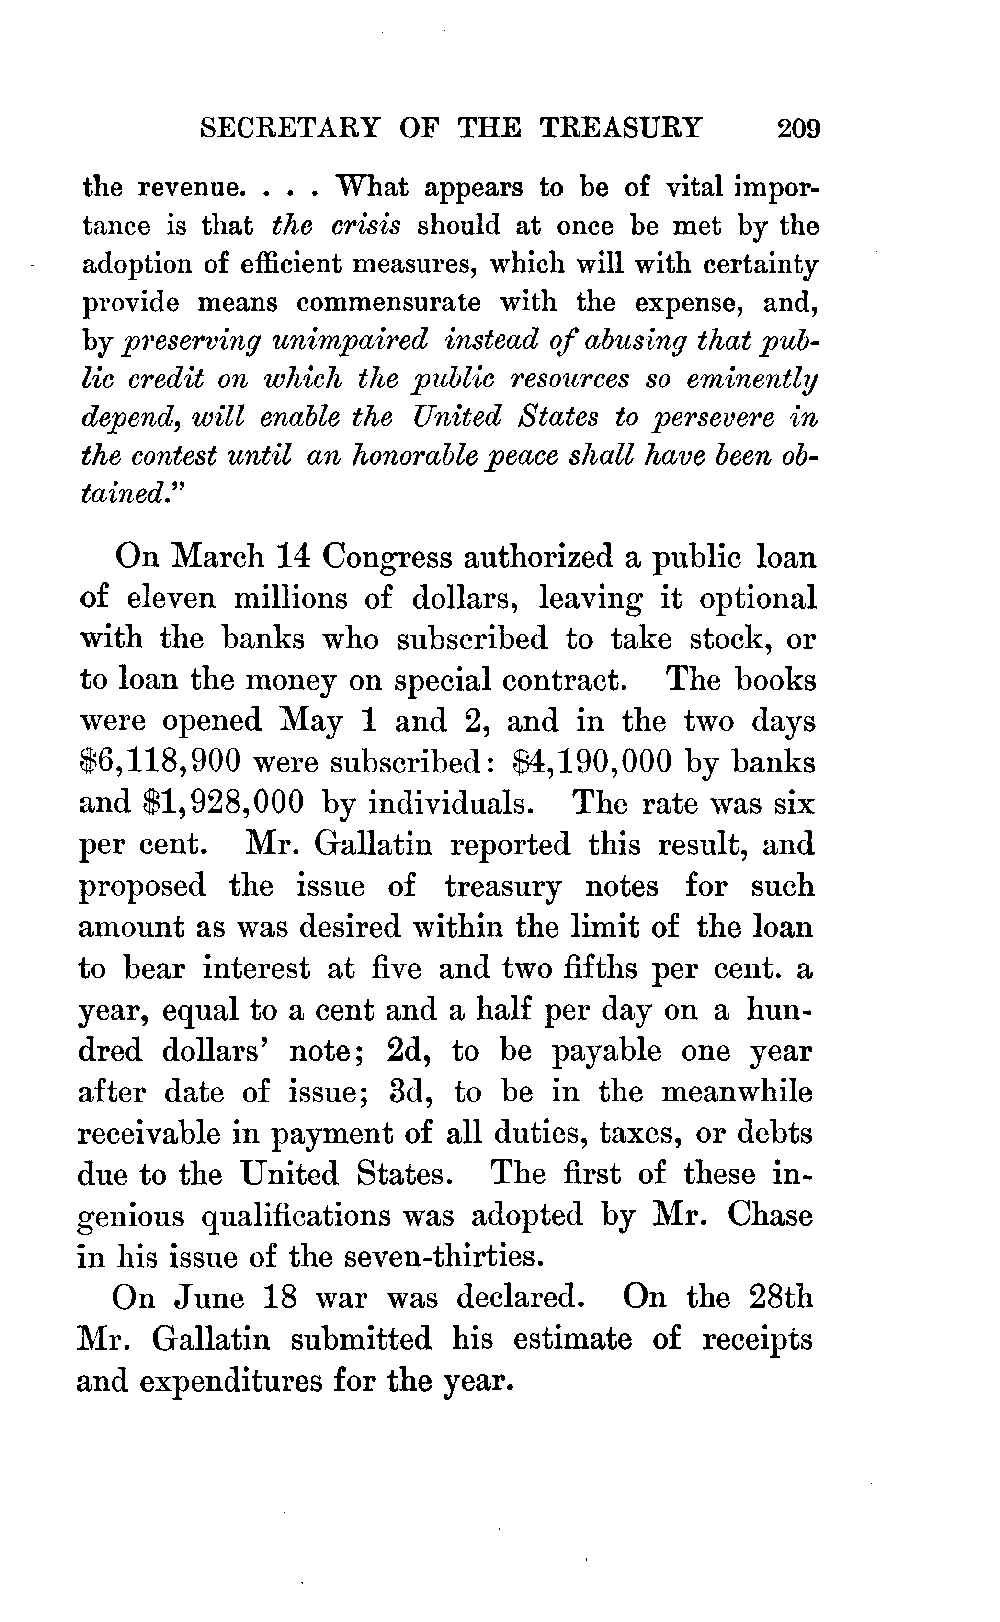 SECRETARY OF THE TREASURY 209
the revenue. . . . What appears to be of vital impor-
tance is that the crisis should at once be met by the
adoption of efficient measures, which will with certainty
provide means commensurate with the expense, and,
by preserving unimpaired instead of abusing that pub-
lic credit on which the public resources so eminently
depend, will enable the United States to persevere in
the contest until an honorable peace shall have been ob-
tained."
On March 14 Congress authorized a public loan
of eleven millions of dollars, leaving it optional
with the banks who subscribed to take stock, or
to loan the money on special contract. The books
were opened May 1 and 2, and in the two days
$6,118,900 were subscribed: $4,190,000 by banks
and $1,928,000 by individuals. The rate was six
per cent. Mr. Gallatin reported this result, and
proposed the issue of treasury notes for such
amount as was desired within the limit of the loan
to bear interest at five and two fifths per cent. a
year, equal to a cent and a half per day on a hun-
dred dollars' note; 2d, to be payable one year
after date of issue; 3d, to be in the meanwhile
receivable in payment of all duties, taxes, or debts
due to the United States. The first of these in-
genious qualifications was adopted by Mr. Chase
in his issue of the seven-thirties.
On June 18 war was declared. On the 28th
Mr. Gallatin submitted his estimate of receipts
and expenditures for the year.